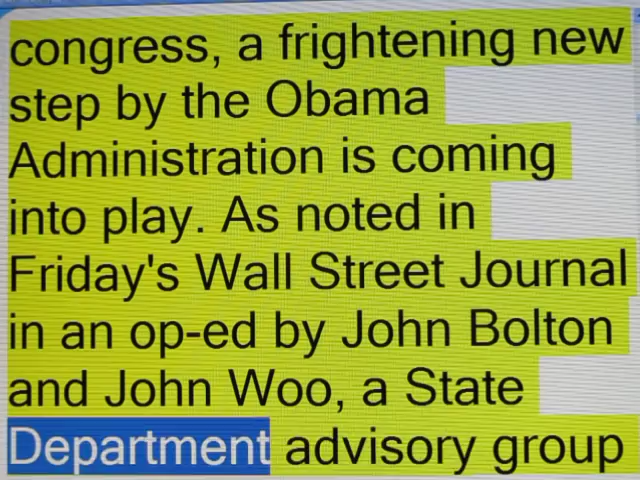 congress, a frightening new
step by the Obama
Administration is coming
into play. As noted in
Friday's Wall Street Journal
in an op-ed by John Bolton
and John Woo, a State
Department advisory group